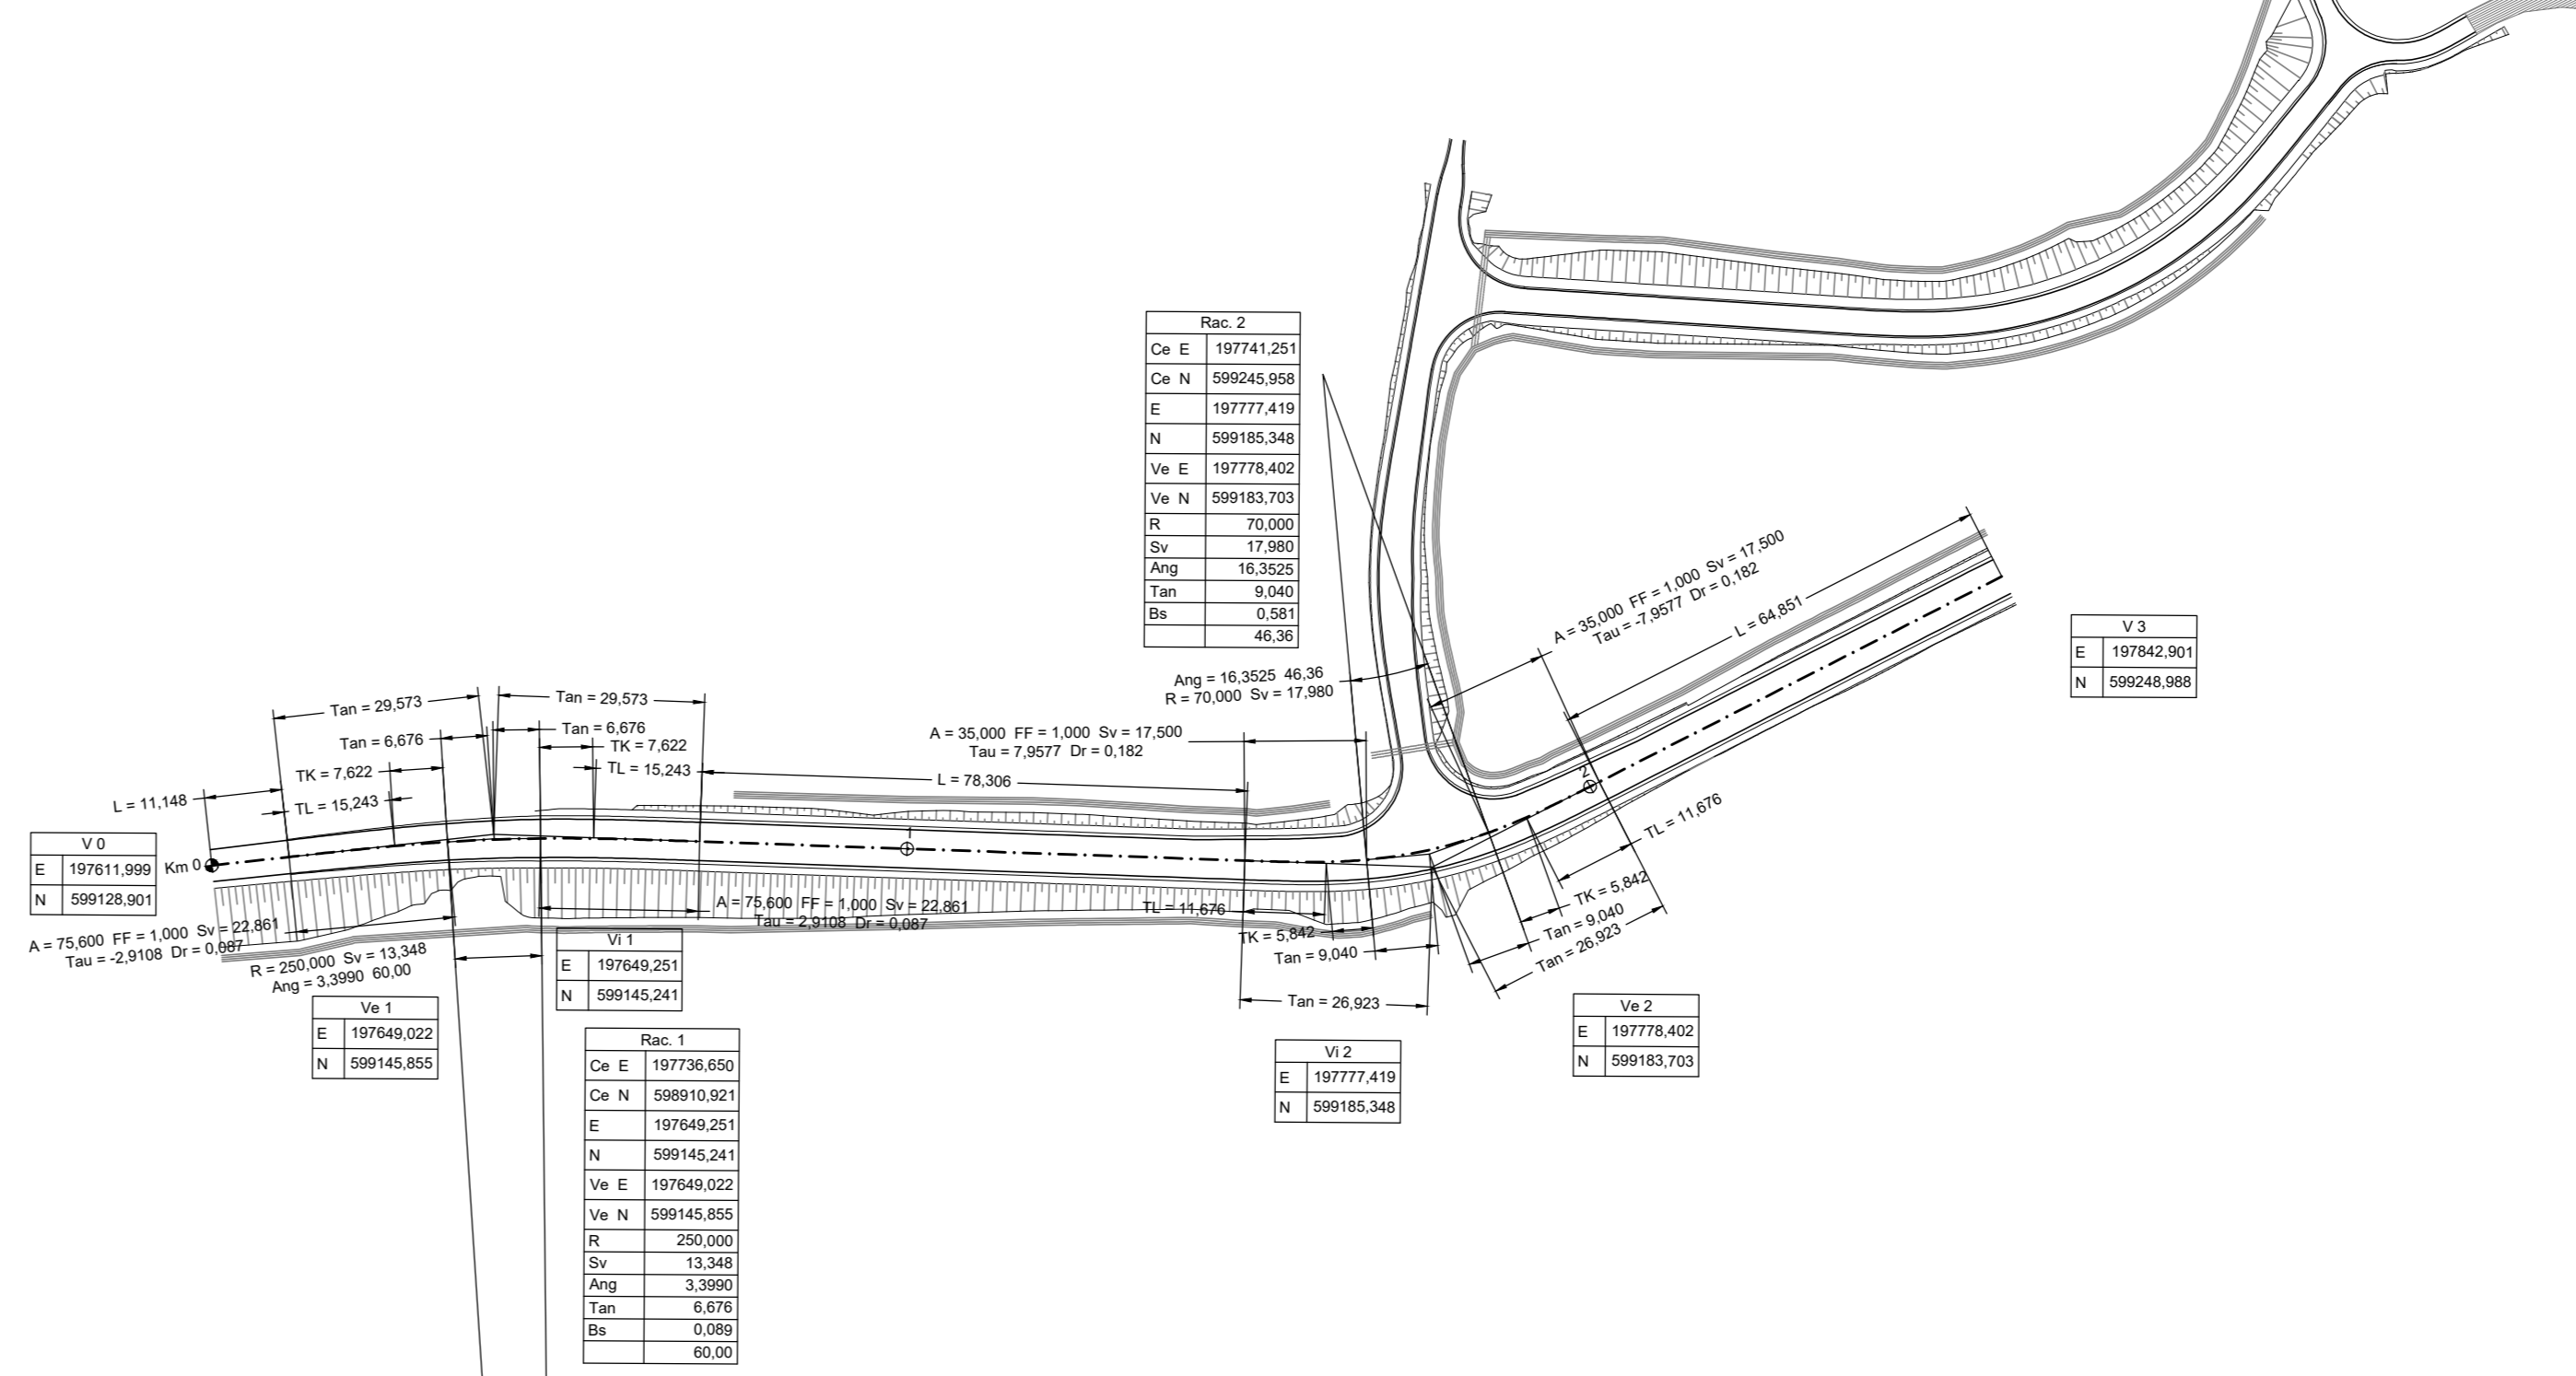 Rac. 2
Ce E 197741,251
Ce N 599245,958
E 197777,419
N 599185,348
Ve E 197778,402
Ve N 599183,703
R 70,000
Sv 17,980
Ang 16,3525
Tan 9,040
Bs 0,581
46,36
A = 35,000 FF = 1,000 Sv = 17,500
Tau = -7,9577 Dr = 0,182
L = 64,851
V 3
E 197842,901
N 599248,988
Ang = 16,3525 46,36
R = 70,000 Sv = 17,980
Tan = 29,573
Tan = 29,573
Tan = 6,676
Tan = 6,676
TK = 7,622
TK = 7,622
TL = 15,243
TL = 15,243
L = 11,148
A = 35,000 FF = 1,000 Sv = 17,500
Tau = 7,9577 Dr = 0,182
L = 78,306
V 0
E 197611,999
N 599128,901
Km 0
1
2
TL = 11,676
TK = 5,842
Tan = 9,040
Tan = 26,923
A = 75,600 FF = 1,000 Sv = 22,861
Tau = -2,9108 Dr = 0,087
R = 250,000 Sv = 13,348
Ang = 3,3990 60,00
A = 75,600 FF = 1,000 Sv = 22,861
Tau = 2,9108 Dr = 0,087
TL = 11,676
TK = 5,842
Tan = 9,040
Tan = 26,923
Vi 1
E 197649,251
N 599145,241
Ve 1
E 197649,022
N 599145,855
Rac. 1
Ce E 197736,650
Ce N 598910,921
E 197649,251
N 599145,241
Ve E 197649,022
Ve N 599145,855
R 250,000
Sv 13,348
Ang 3,3990
Tan 6,676
Bs 0,089
60,00
Vi 2
E 197777,419
N 599185,348
Ve 2
E 197778,402
N 599183,703